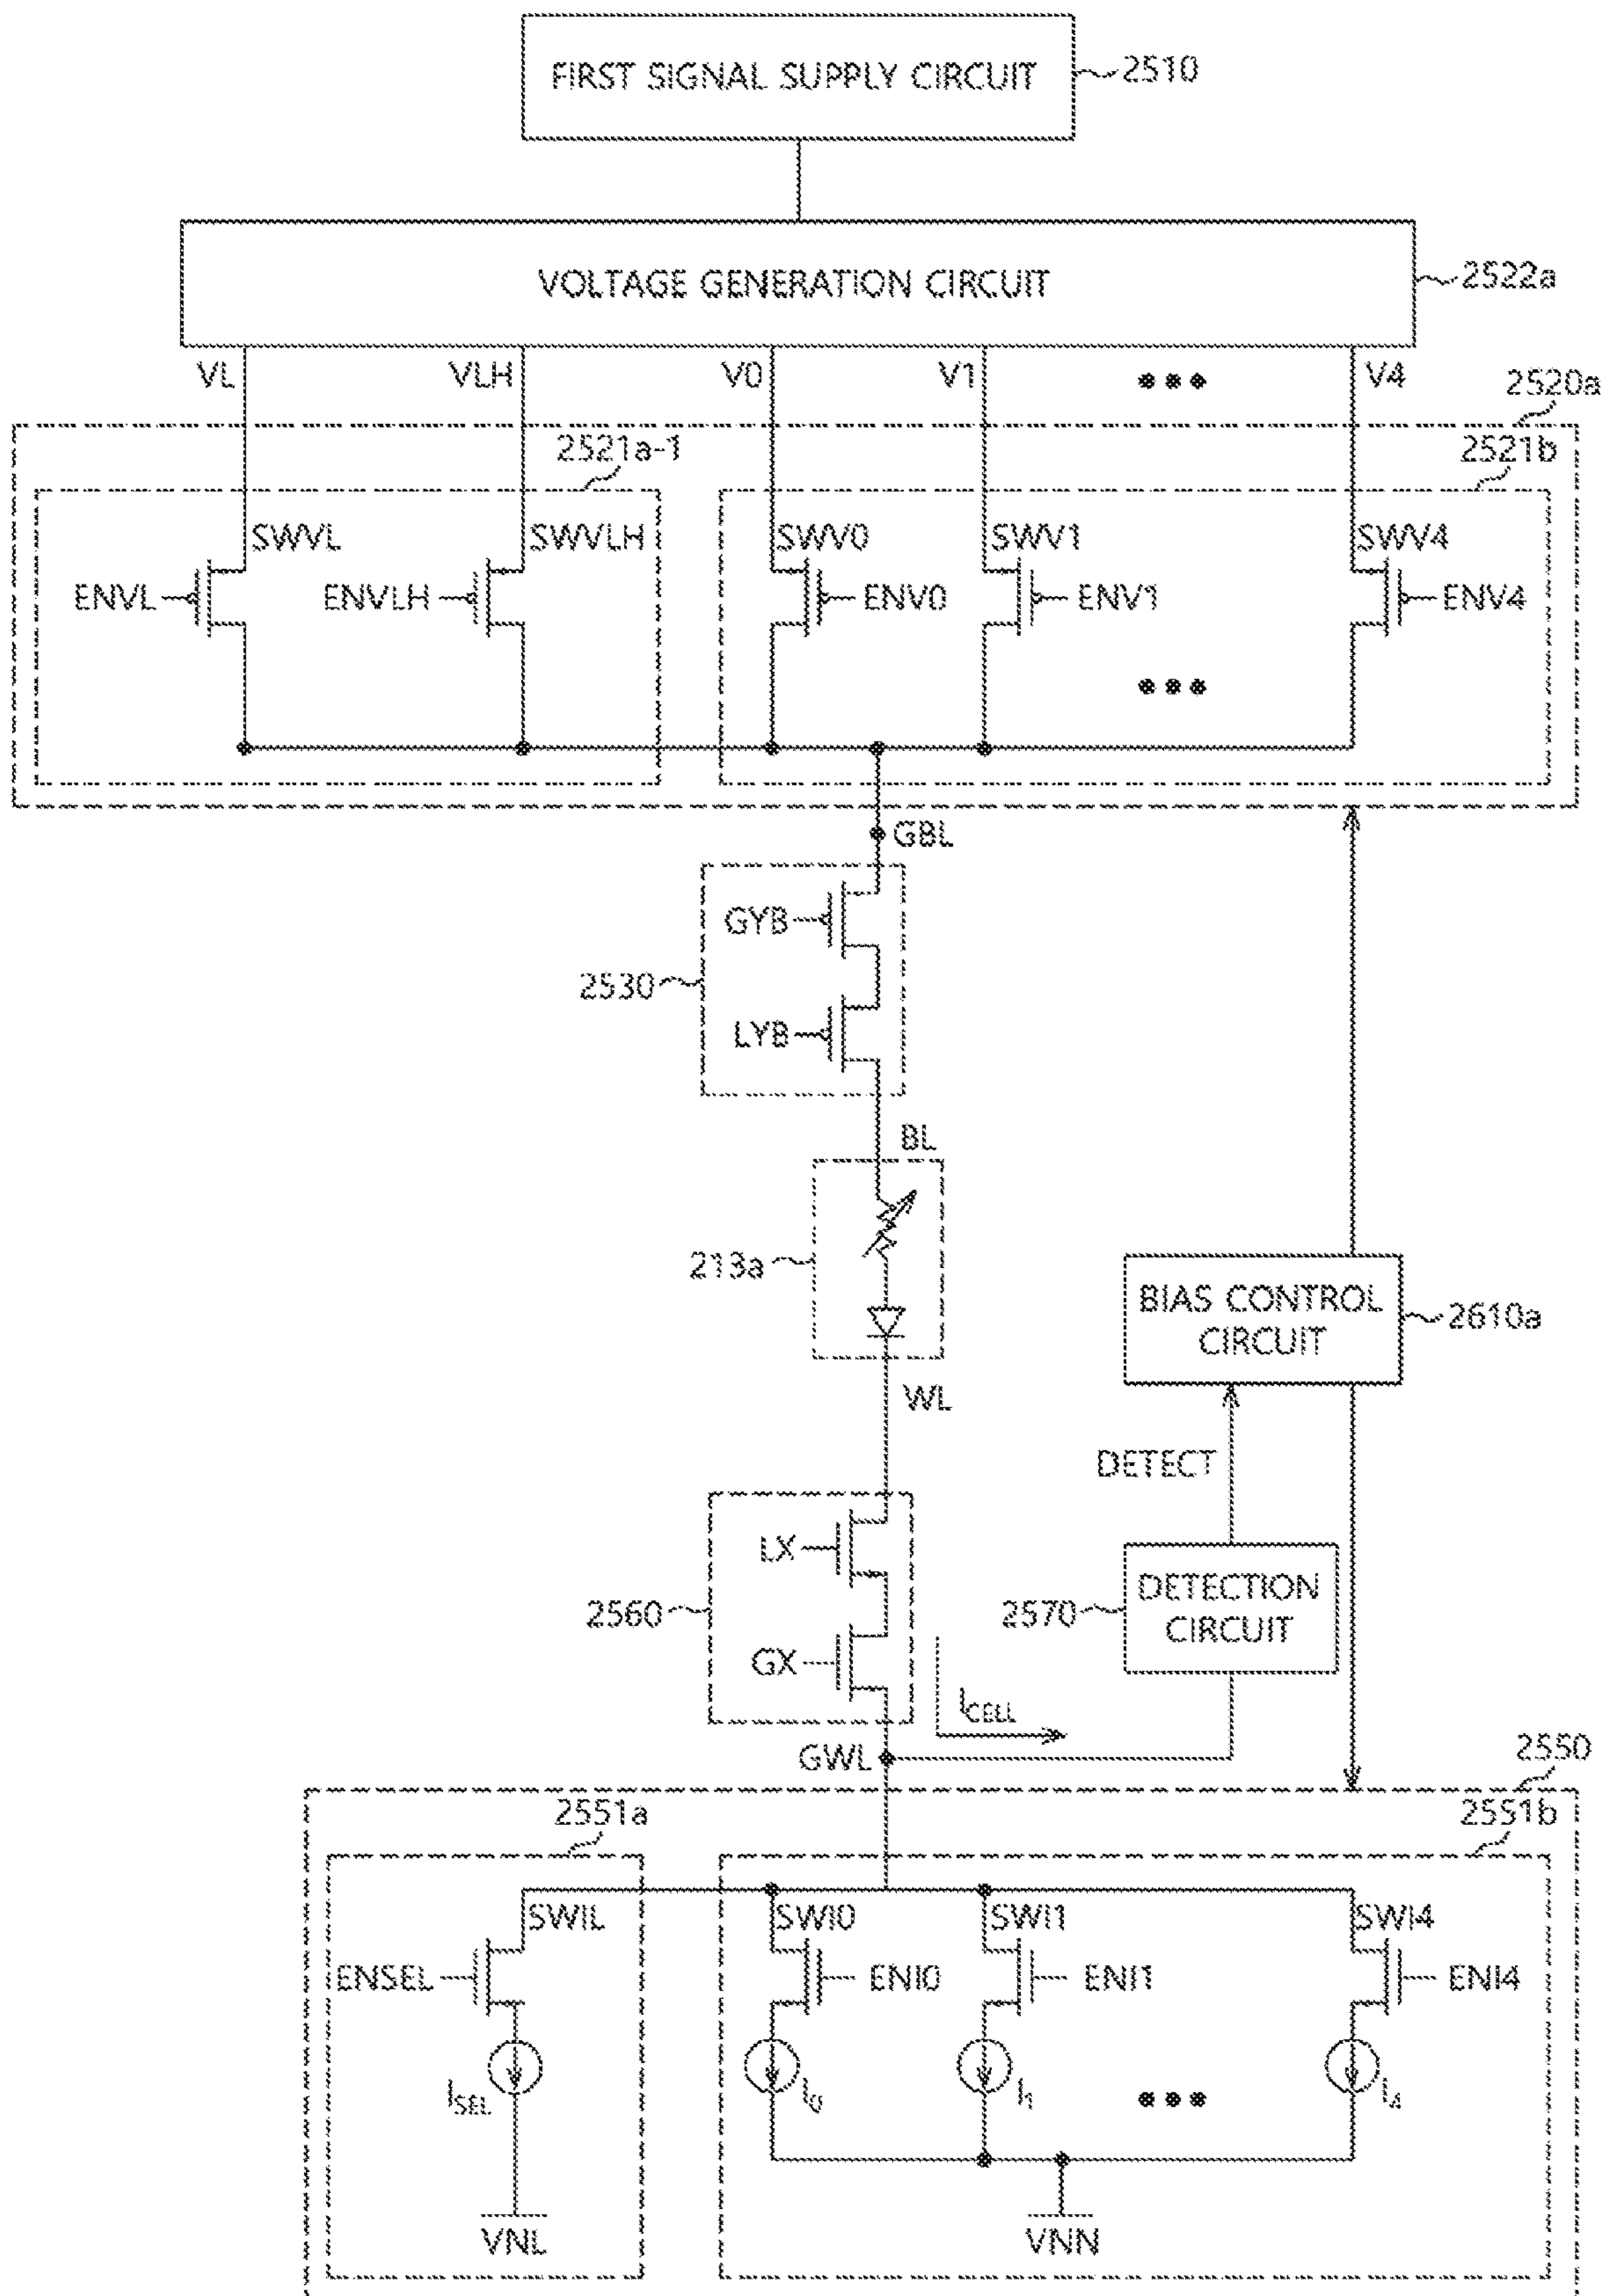 FIRST SIGNAL SUPPLY CIRCUIT
2510
VOLTAGE GENERATION CIRCUIT
2522a
VL
VLH
V0
V1
V4
2520a
2521a-1
2521b
SWVL
SWVLH
SWV0
SWV1
SWV4
ENVL
ENVLH
ENV0
ENV1
ENV4
GBL
GYB
2530
LYB
BL
213a
BIAS CONTROL
CIRCUIT
2610a
WL
DETECT
LX
2560
GX
2570
DETECTION
CIRCUIT
ICELL
GWL
2550
2551a
2551b
SWIL
SWI0
SWI1
SWI4
ENSEL
ENI0
ENI1
ENI4
ISEL
I0
I1
I4
VNL
VNN